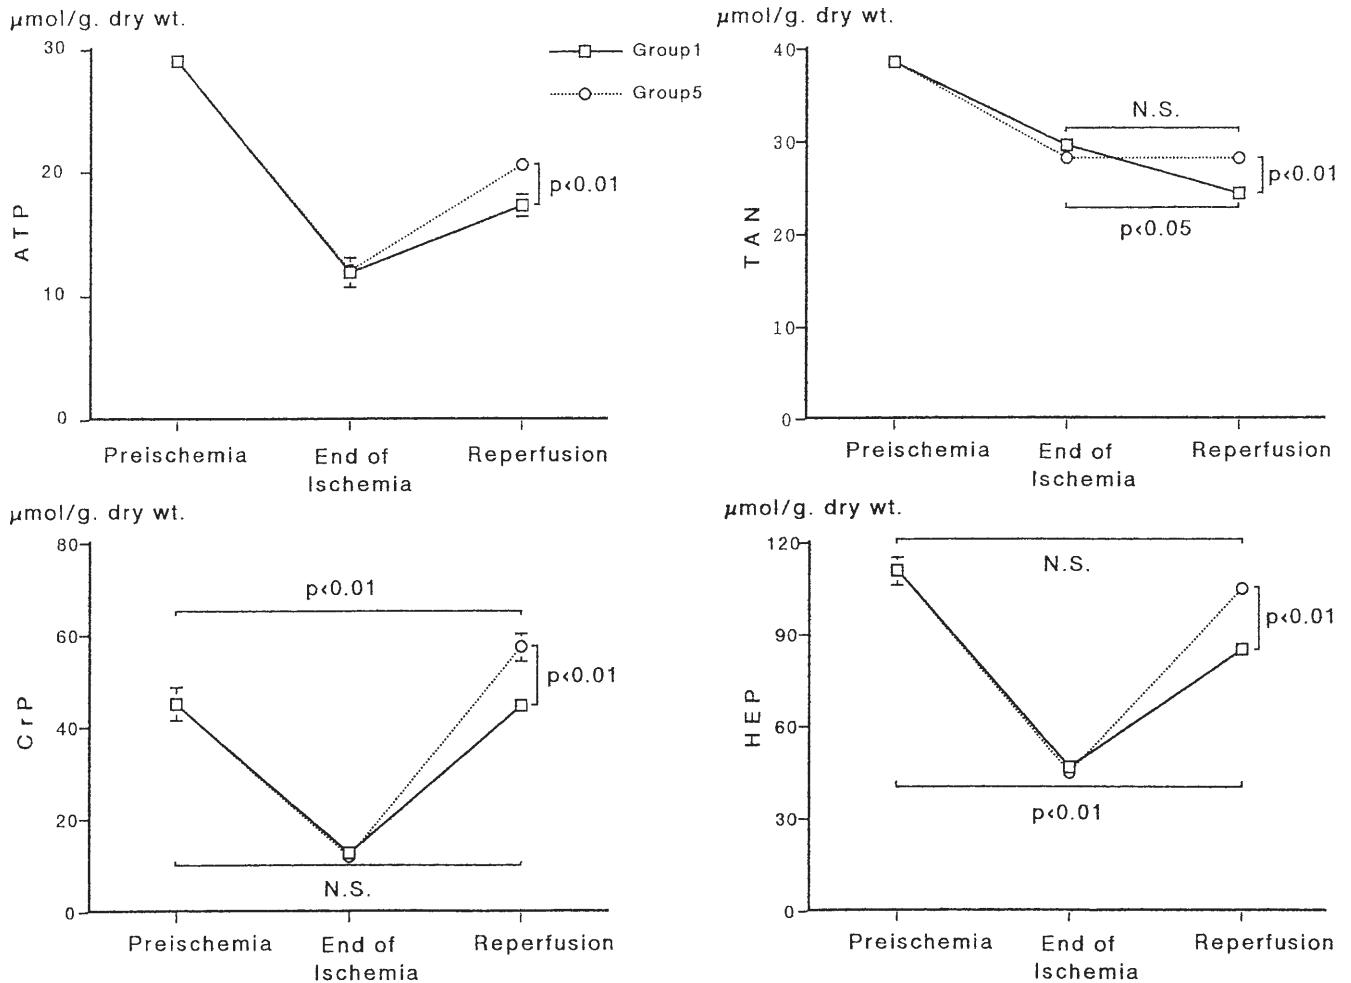 μmol/g. dry wt.
30
20
10
0
ATP
Group1
Group5
p<0.01
Preischemia
End of
Ischemia
Reperfusion
μmol/g. dry wt.
40
30
20
10
0
TAN
N.S.
p<0.01
p<0.05
Preischemia
End of
Ischemia
Reperfusion
μmol/g. dry wt.
80
60
40
20
0
CrP
p<0.01
p<0.01
N.S.
Preischemia
End of
Ischemia
Reperfusion
μmol/g. dry wt.
120
90
60
30
0
HEP
N.S.
p<0.01
p<0.01
Preischemia
End of
Ischemia
Reperfusion